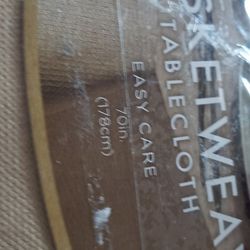 SKETWEA
TABLECLOTH
EASY CARE
70in.
(178cm)